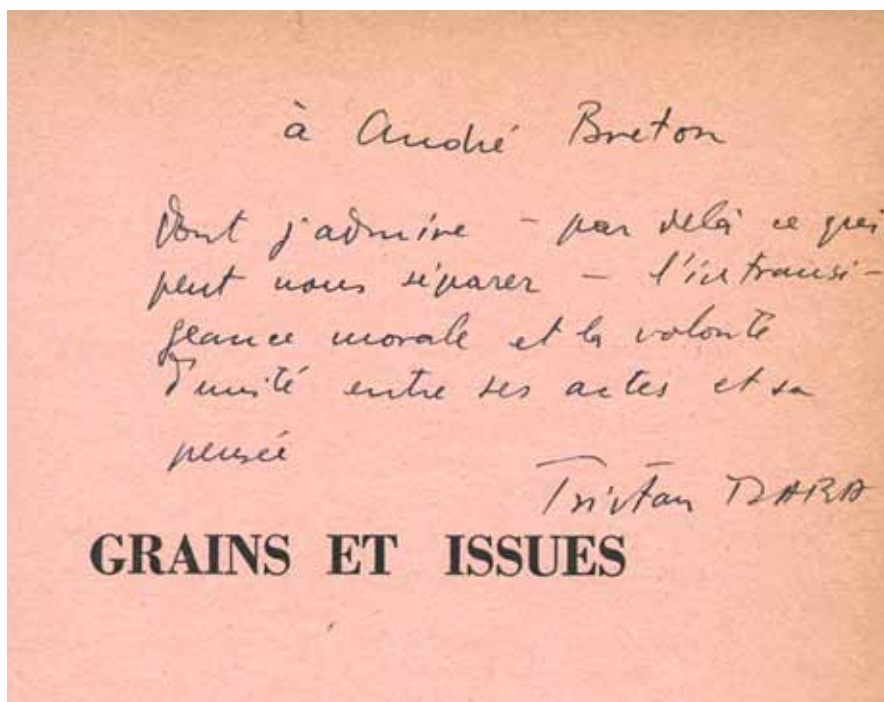 à André Breton
dont j'admire – par delà ce qui
peut nous séparer – l'intransi-
geance morale et la volonté
d'unité entre ses actes et sa
pensée
Tristan TZARA
GRAINS ET ISSUES